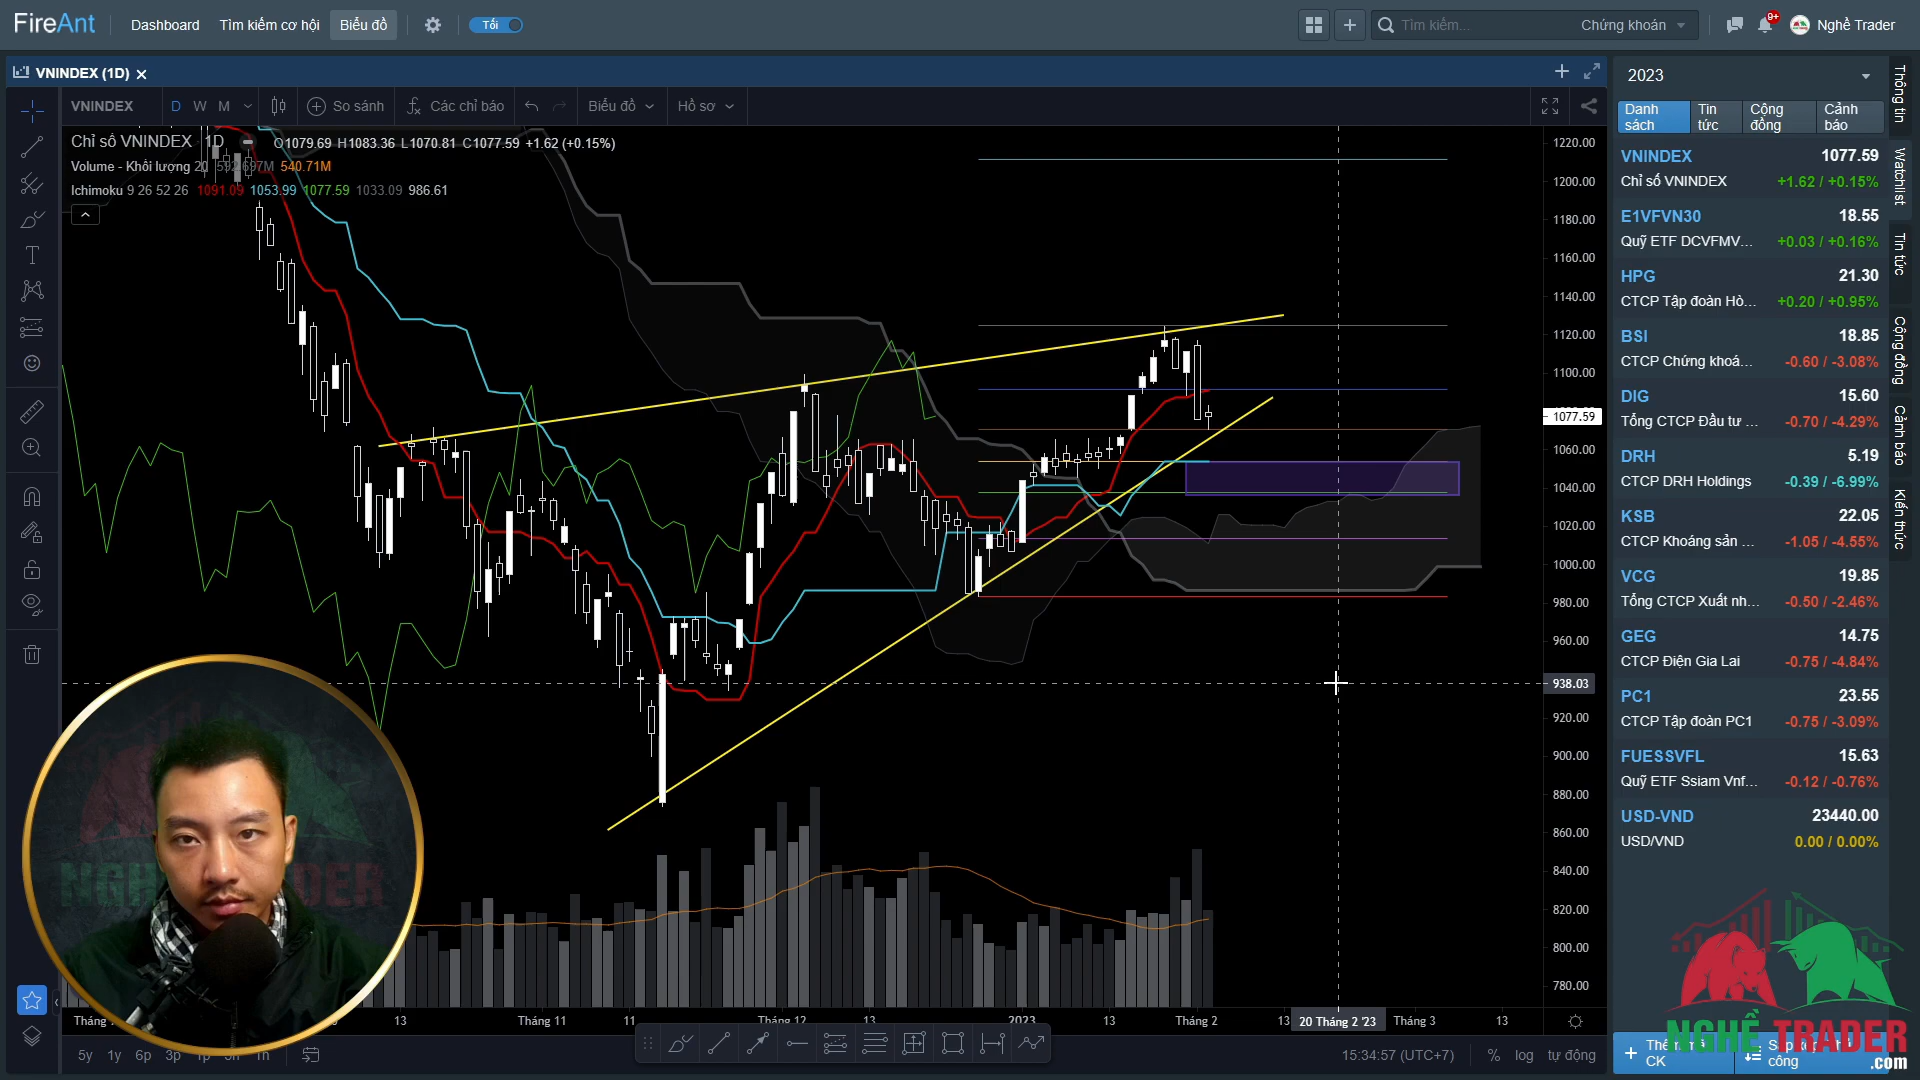 FireAnt
Dashboard
Tìm kiếm cơ hội
Biểu đồ
Tối
Tìm kiếm...
Chứng khoán
9+
Nghề Trader
VNINDEX (1D)
VNINDEX
D W M
So sánh
Các chỉ báo
Biểu đồ
Hồ sơ
Chỉ số VNINDEX 1D
O1079.69 H1083.36 L1070.81 C1077.59 +1.62 (+0.15%)
Volume - Khối lượng 20
540.71M
Ichimoku 9 26 52 26 1091.09 1053.99 1077.59 1033.09 986.61
1220.00
1200.00
1180.00
1160.00
1140.00
1120.00
1100.00
1077.59
1060.00
1040.00
1020.00
1000.00
980.00
960.00
938.03
920.00
900.00
880.00
860.00
840.00
820.00
800.00
780.00
13
Tháng 11
11
Tháng 12
13
2023
13
Tháng 2
13
20 Tháng 2 '23
Tháng 3
13
5y 1y 6p 3p
15:34:57 (UTC+7)
%
log
tự động
2023
Danh sách
Tin tức
Cộng đồng
Cảnh báo
VNINDEX 1077.59
Chỉ số VNINDEX +1.62 / +0.15%
E1VFVN30 18.55
Quỹ ETF DCVFMV... +0.03 / +0.16%
HPG 21.30
CTCP Tập đoàn Hò... +0.20 / +0.95%
BSI 18.85
CTCP Chứng khoá... -0.60 / -3.08%
DIG 15.60
Tổng CTCP Đầu tư ... -0.70 / -4.29%
DRH 5.19
CTCP DRH Holdings -0.39 / -6.99%
KSB 22.05
CTCP Khoáng sản ... -1.05 / -4.55%
VCG 19.85
Tổng CTCP Xuất nh... -0.50 / -2.46%
GEG 14.75
CTCP Điện Gia Lai -0.75 / -4.84%
PC1 23.55
CTCP Tập đoàn PC1 -0.75 / -3.09%
FUESSVFL 15.63
Quỹ ETF Ssiam Vnf... -0.12 / -0.76%
USD-VND 23440.00
USD/VND 0.00 / 0.00%
Thông tin
Watchlist
Tin tức
Cộng đồng
Cảnh báo
Kiến thức
CK
công
NGHỀ TRADER
.com